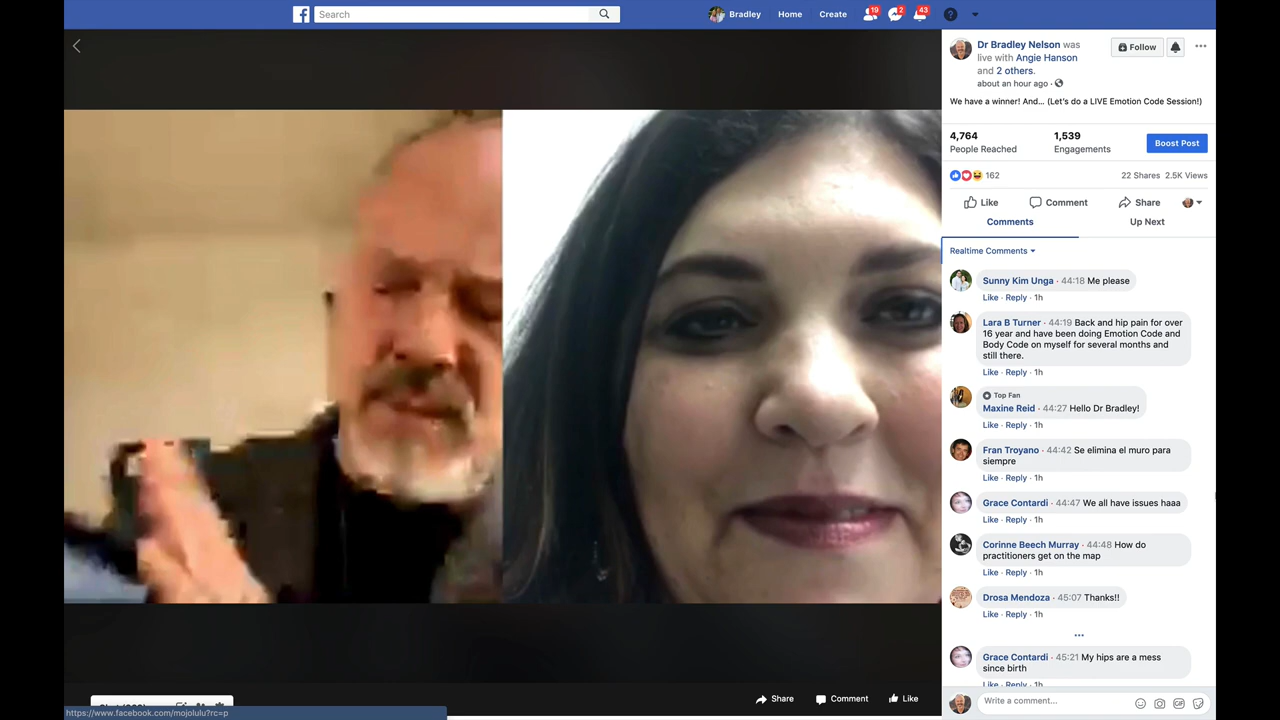 Search
Bradley
Home
Create
19
2
43
Dr Bradley Nelson was
live with Angie Hanson
and 2 others.
about an hour ago ·
Follow
We have a winner! And... (Let's do a LIVE Emotion Code Session!)
4,764
People Reached
1,539
Engagements
Boost Post
162
22 Shares 2.5K Views
Like
Comment
Share
Comments
Up Next
Realtime Comments
Sunny Kim Unga · 44:18 Me please
Like · Reply · 1h
Lara B Turner · 44:19 Back and hip pain for over
16 year and have been doing Emotion Code and
Body Code on myself for several months and
still there.
Like · Reply · 1h
Top Fan
Maxine Reid · 44:27 Hello Dr Bradley!
Like · Reply · 1h
Fran Troyano · 44:42 Se elimina el muro para
siempre
Like · Reply · 1h
Grace Contardi · 44:47 We all have issues haaa
Like · Reply · 1h
Corinne Beech Murray · 44:48 How do
practitioners get on the map
Like · Reply · 1h
Drosa Mendoza · 45:07 Thanks!!
Like · Reply · 1h
Grace Contardi · 45:21 My hips are a mess
since birth
Like · Reply · 1h
Write a comment...
GIF
Share
Comment
Like
https://www.facebook.com/mojolulu?rc=p